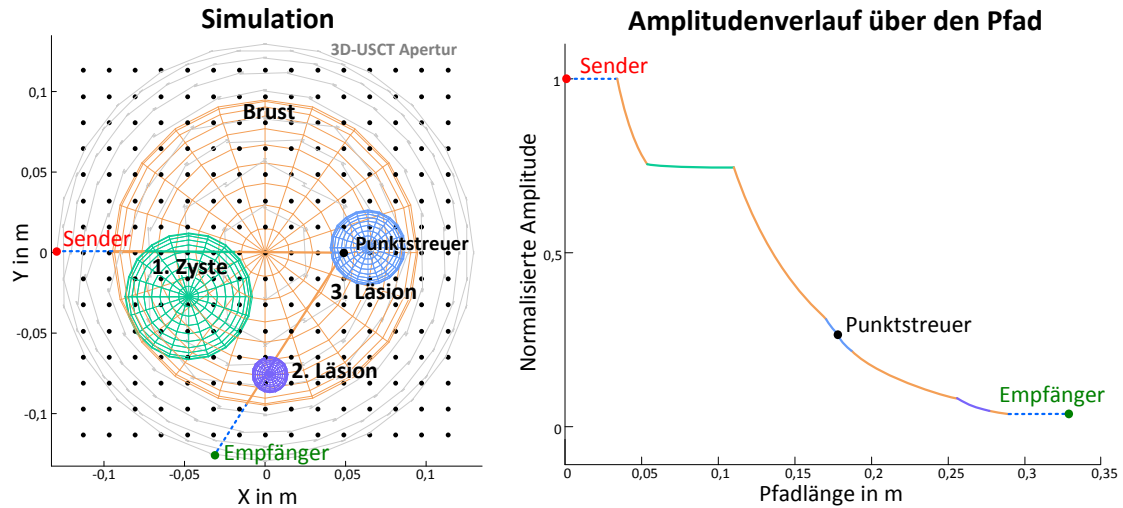 Simulation
3D-USCT Apertur
Brust
Sender
1. Zyste
Punktstreuer
3. Läsion
2. Läsion
Empfänger
Y in m
0,1
0,05
0
-0,05
-0,1
-0,1
-0,05
0
0,05
0,1
X in m
Amplitudenverlauf über den Pfad
Sender
Punktstreuer
Empfänger
Normalisierte Amplitude
1
0,5
0
0
0,05
0,1
0,15
0,2
0,25
0,3
0,35
Pfadlänge in m